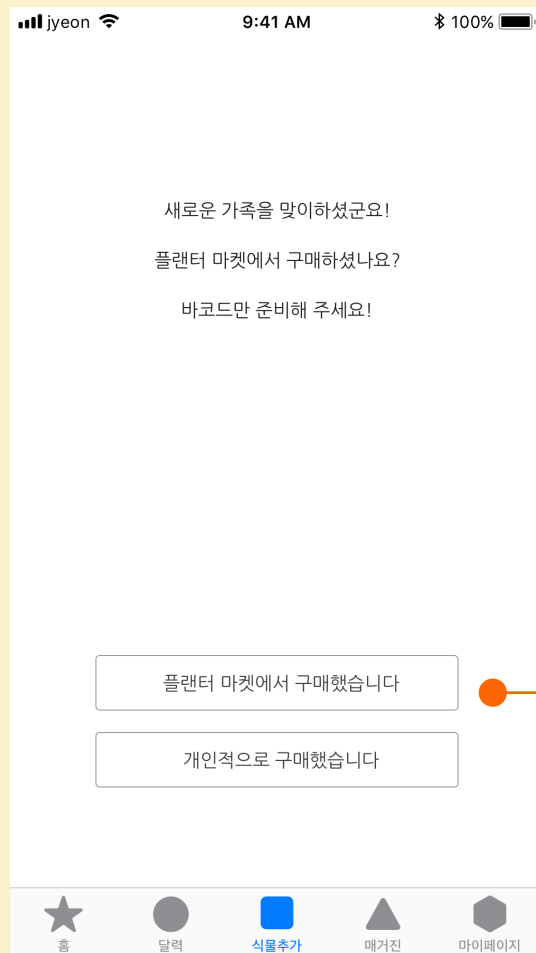 jyeon 9:41 AM 100%
새로운 가족을 맞이하셨군요!
플랜터 마켓에서 구매하셨나요?
바코드만 준비해 주세요!
플랜터 마켓에서 구매했습니다
개인적으로 구매했습니다
홈 달력 식물추가 매거진 마이페이지